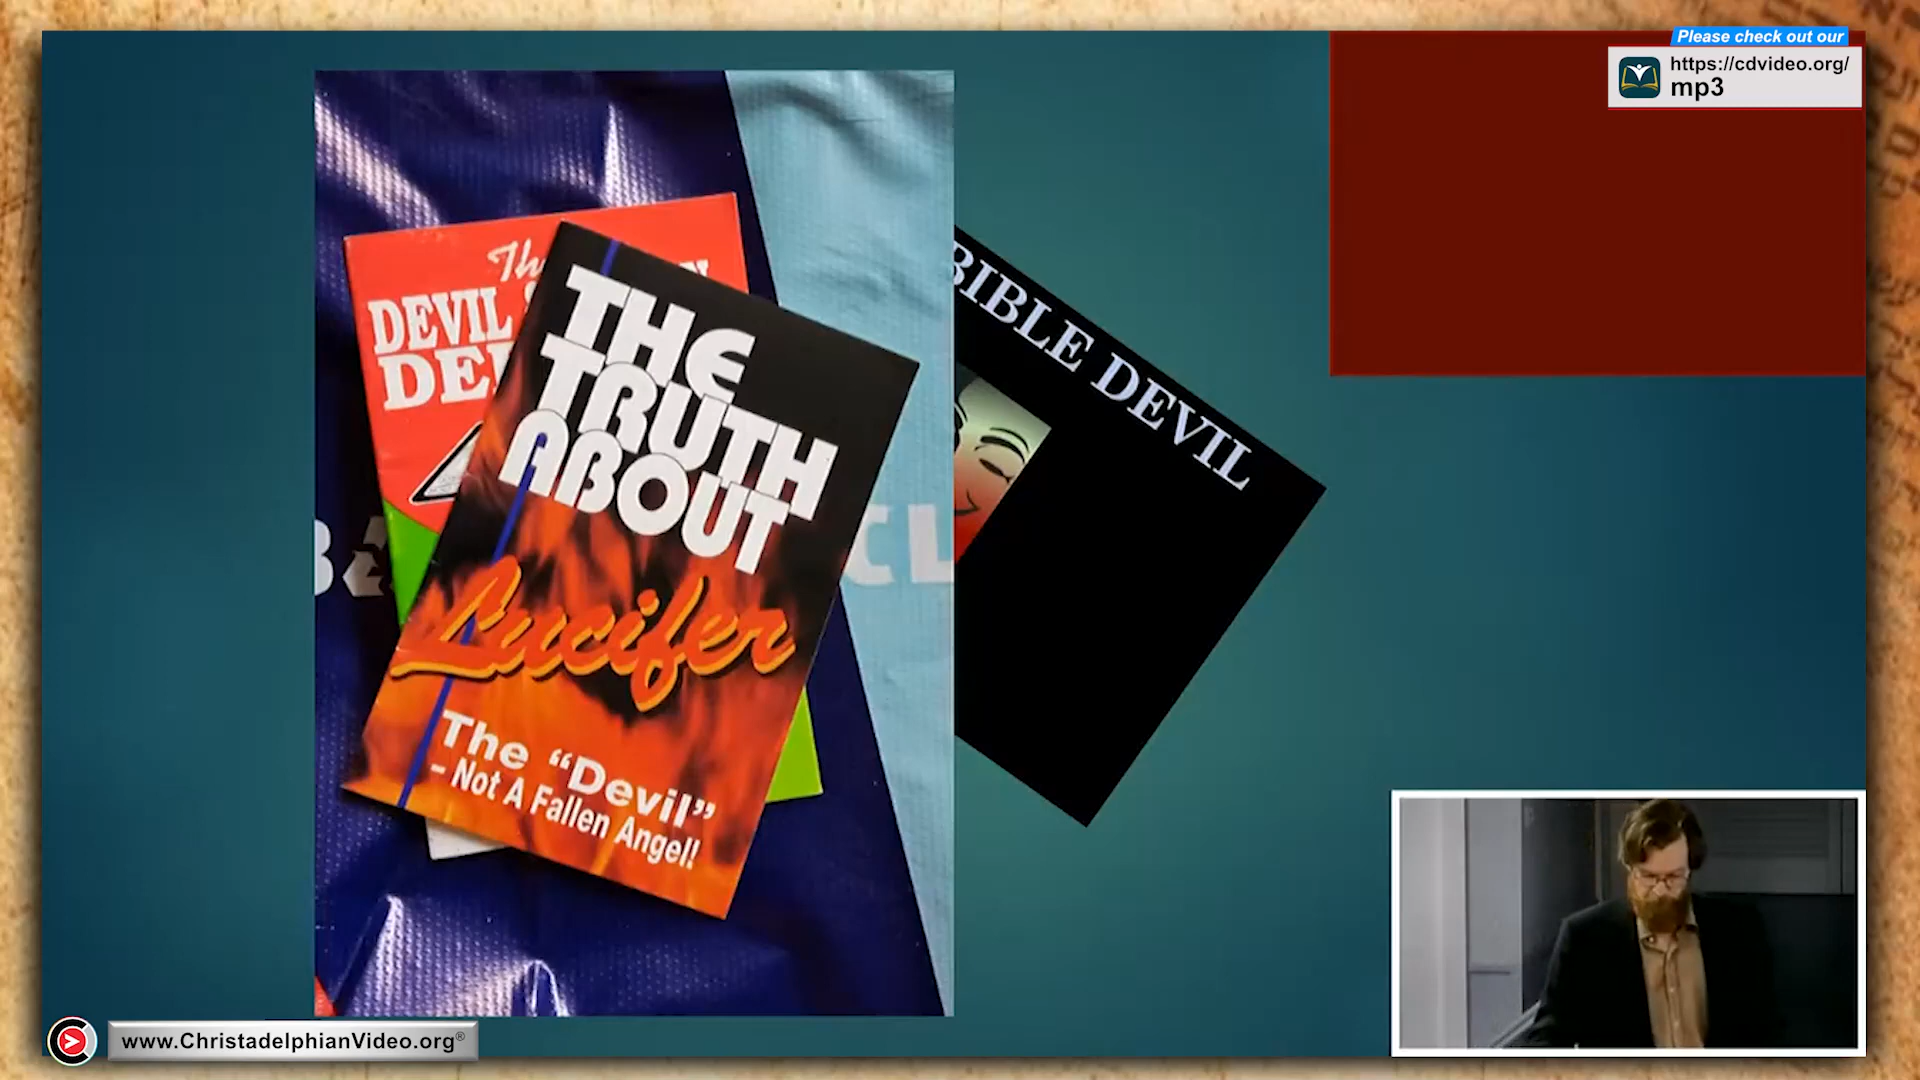 Please check out our
https://cdvideo.org/
mp3
BIBLE DEVIL
DEVIL
THE
TRUTH
ABOUT
Lucifer
The “Devil”
– Not A Fallen Angel!
www.ChristadelphianVideo.org®